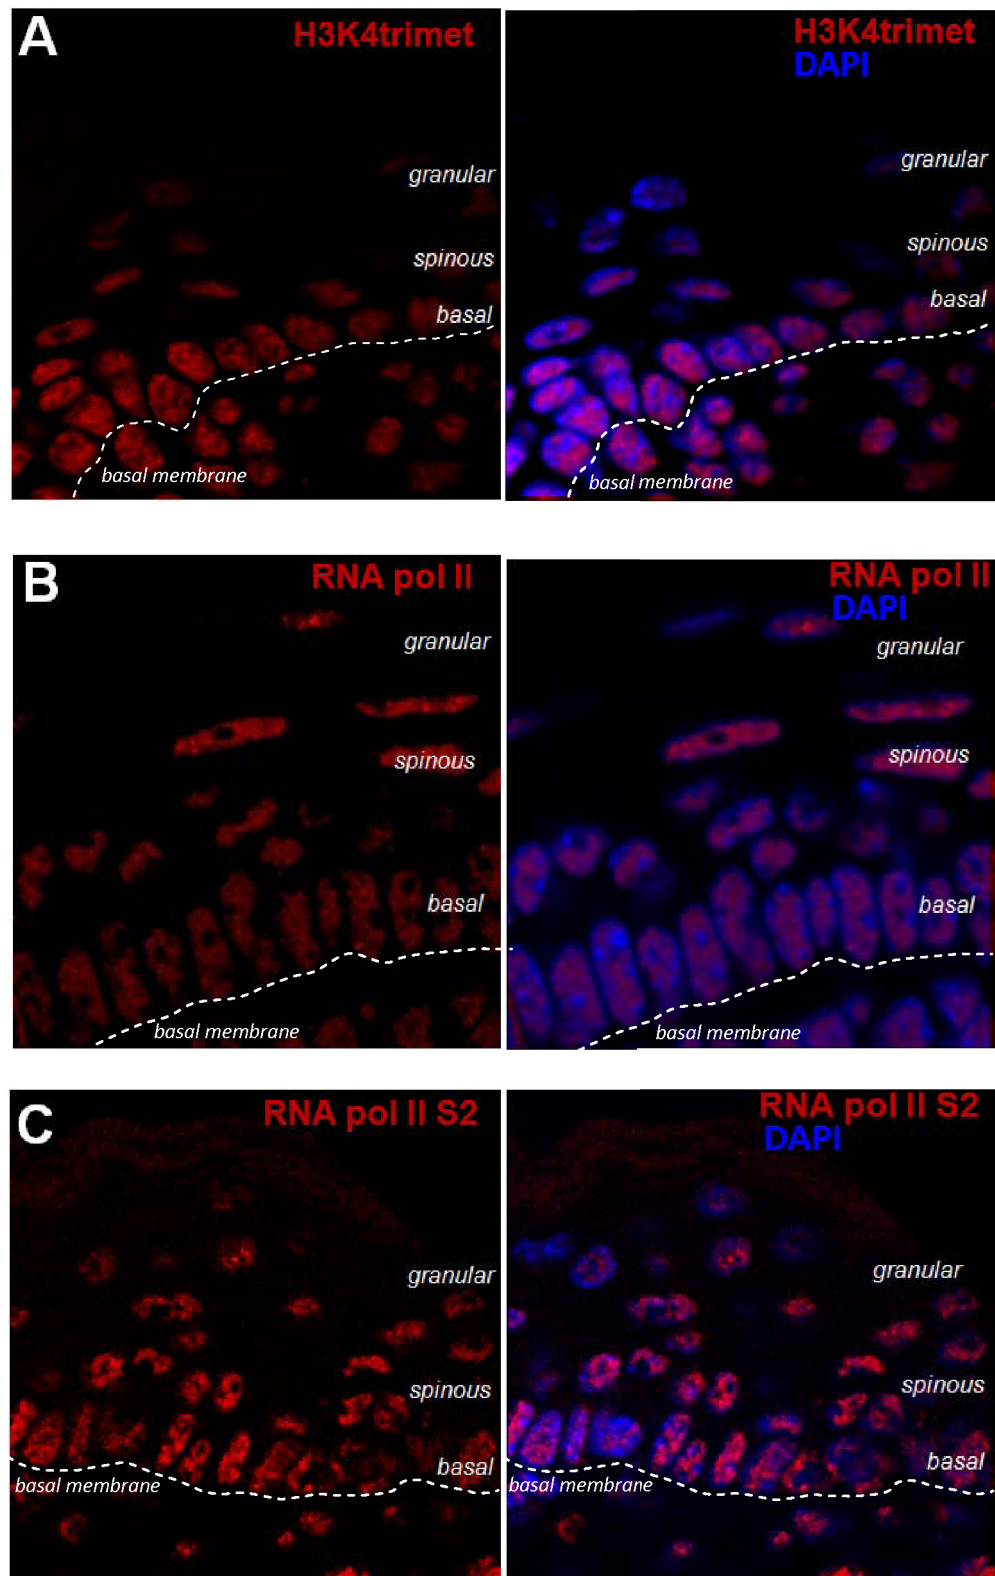 A
H3K4trimet
granular
spinous
basal
basal membrane
H3K4trimet
DAPI
granular
spinous
basal
basal membrane
B
RNA pol II
granular
spinous
basal
basal membrane
RNA pol II
DAPI
granular
spinous
basal
basal membrane
C
RNA pol II S2
granular
spinous
basal
basal membrane
RNA pol II S2
DAPI
granular
spinous
basal
basal membrane